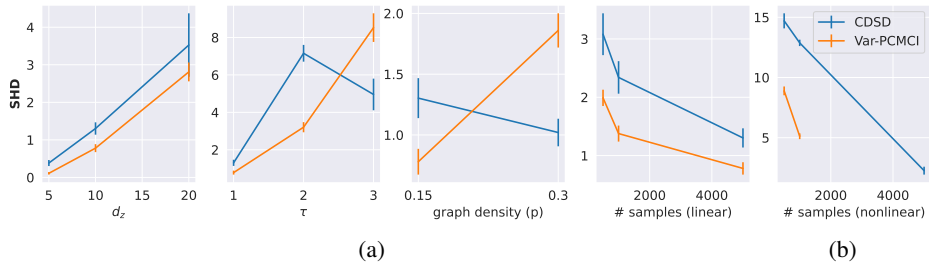 SHD
4
3
2
1
0
5 10 15 20
d_z
8
6
4
2
1 2 3
τ
2.0
1.5
1.0
0.15 0.3
graph density (p)
3
2
1
2000 4000
# samples (linear)
15
10
5
2000 4000
# samples (nonlinear)
CDSD
Var-PCMCI
(a)
(b)